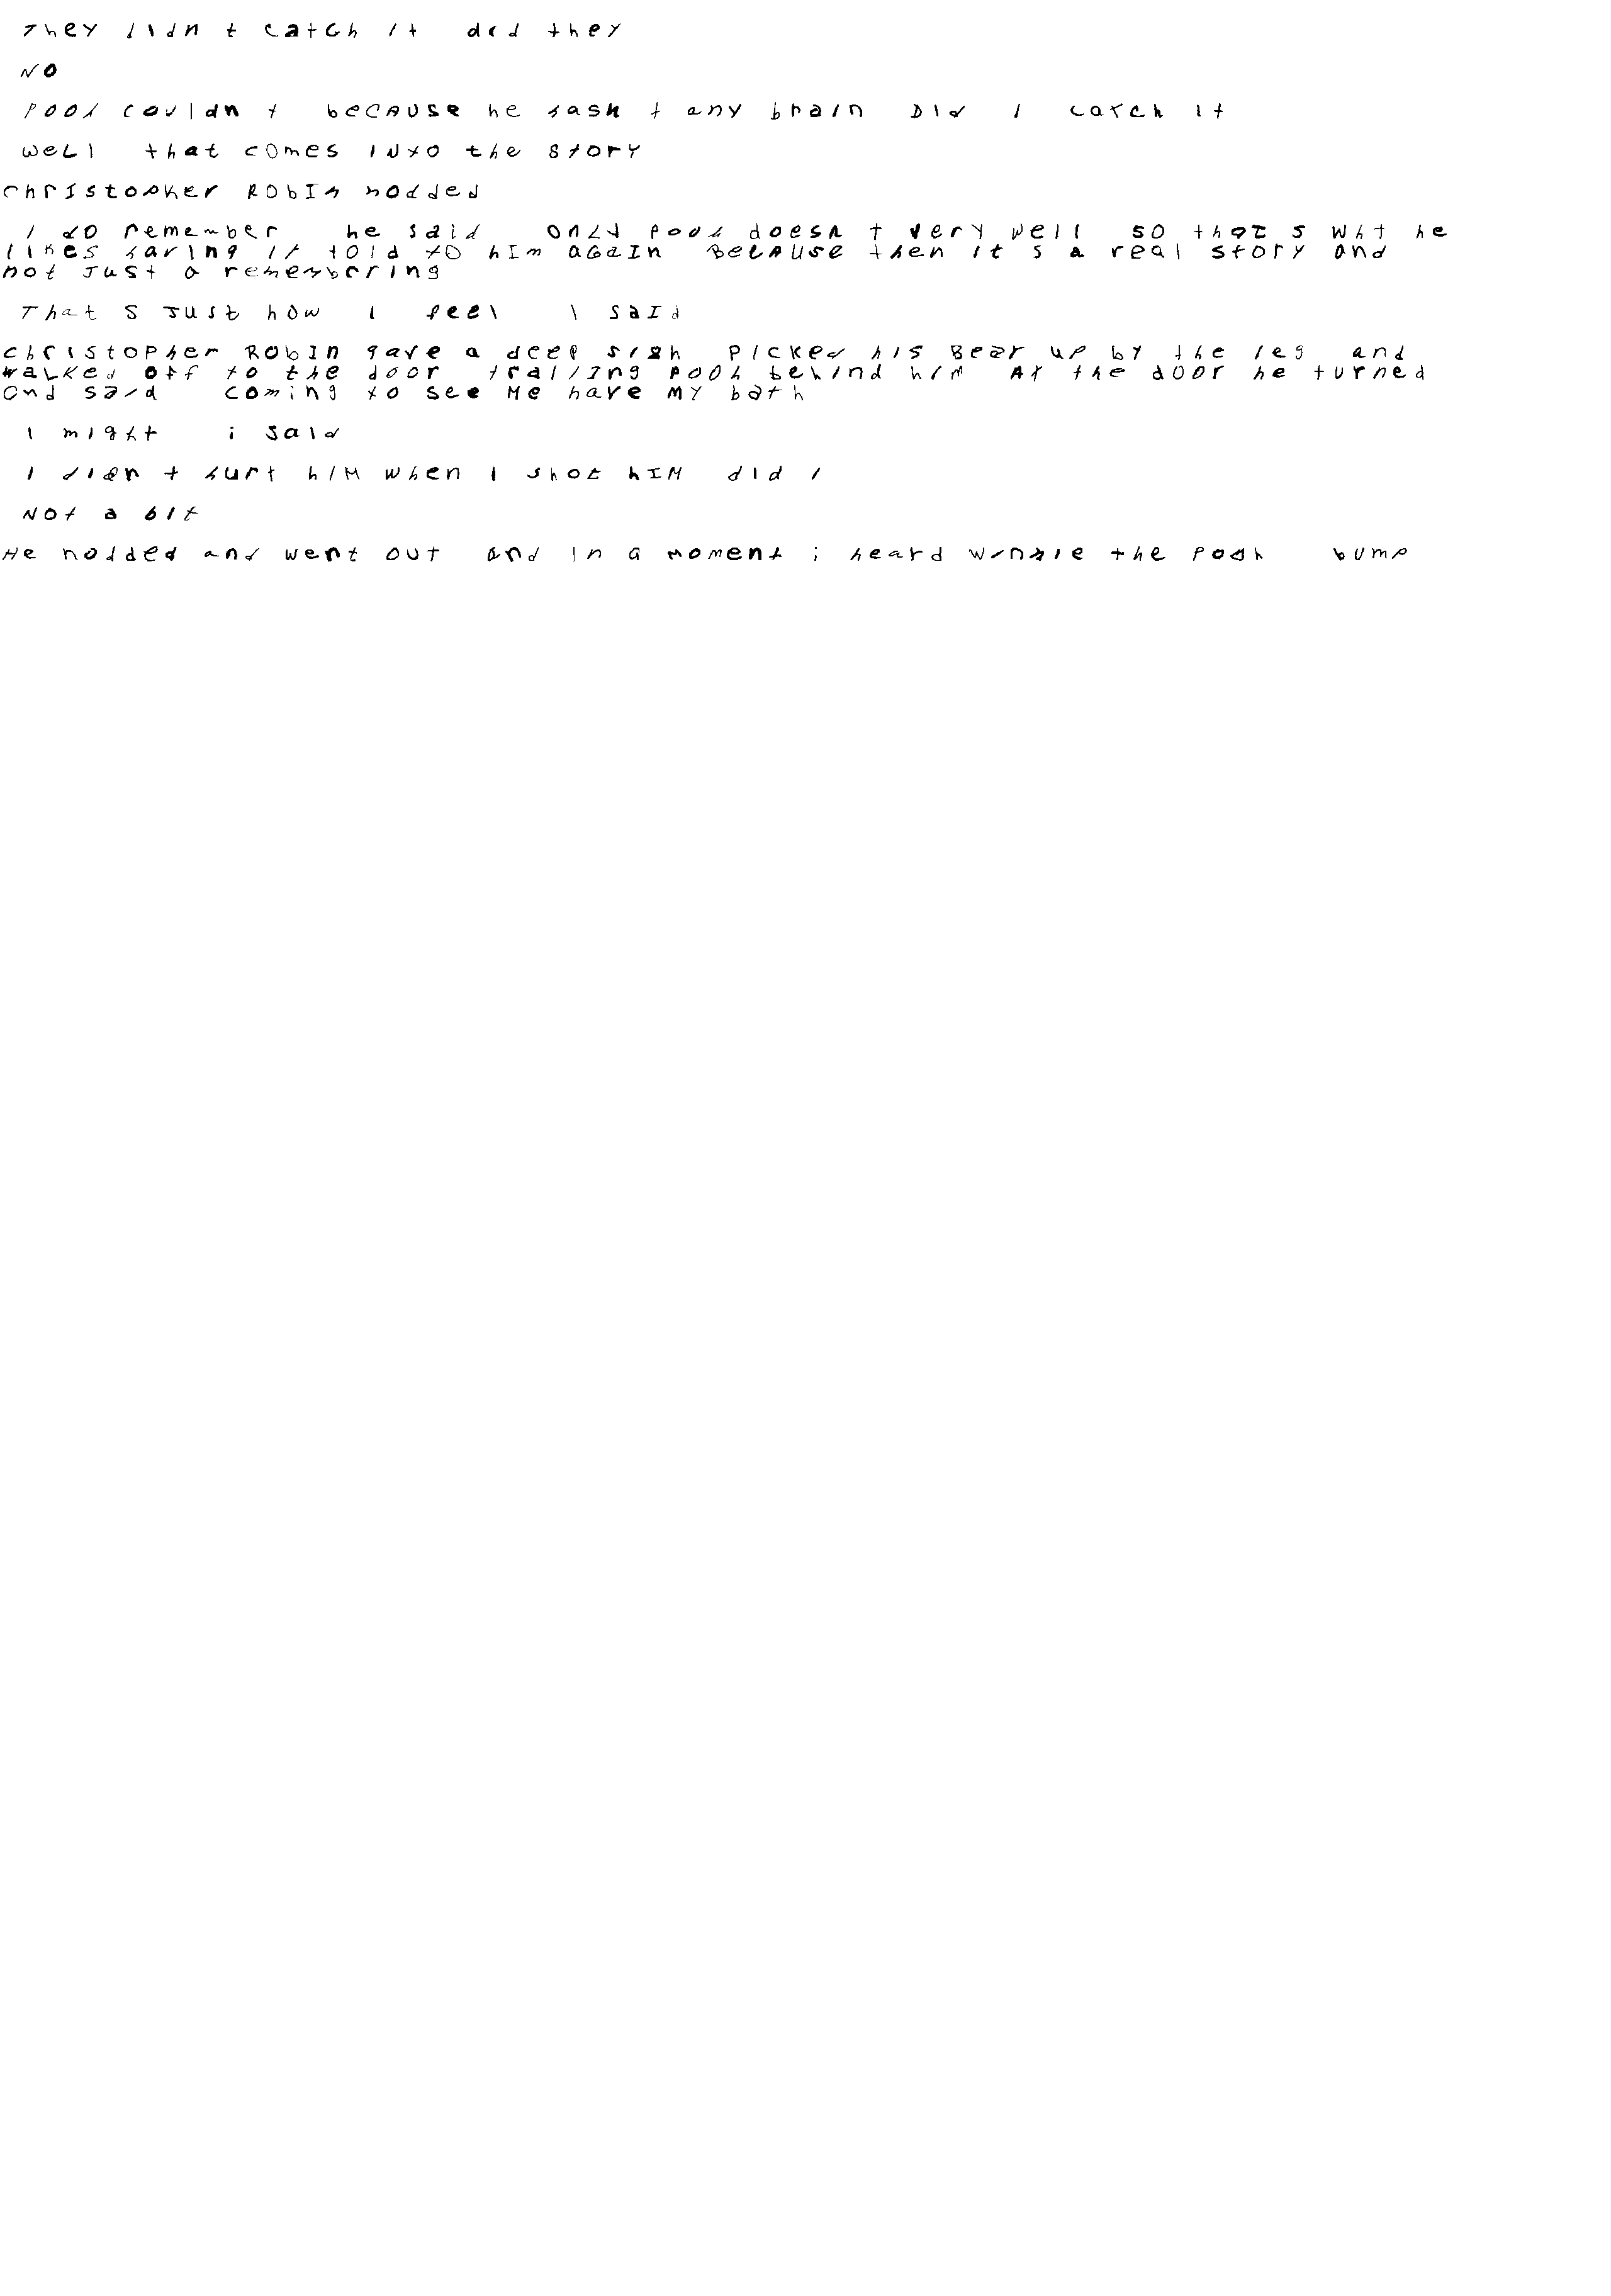 They didn t catch it did they
No
Pooh couldn t because he hasn t any brain Did I catch it
Well that comes into the story
Christopher Robin nodded
I do remember he said only Pooh doesn t very well so that s why he
likes having it told to him again Because then it s a real story and
not just a remembering
That s just how I feel I said
Christopher Robin gave a deep sigh picked his Bear up by the leg and
walked off to the door trailing Pooh behind him At the door he turned
and said Coming to see me have my bath
I might I said
I didn t hurt him when I shot him did I
Not a bit
He nodded and went out and in a moment I heard Winnie the Pooh bump